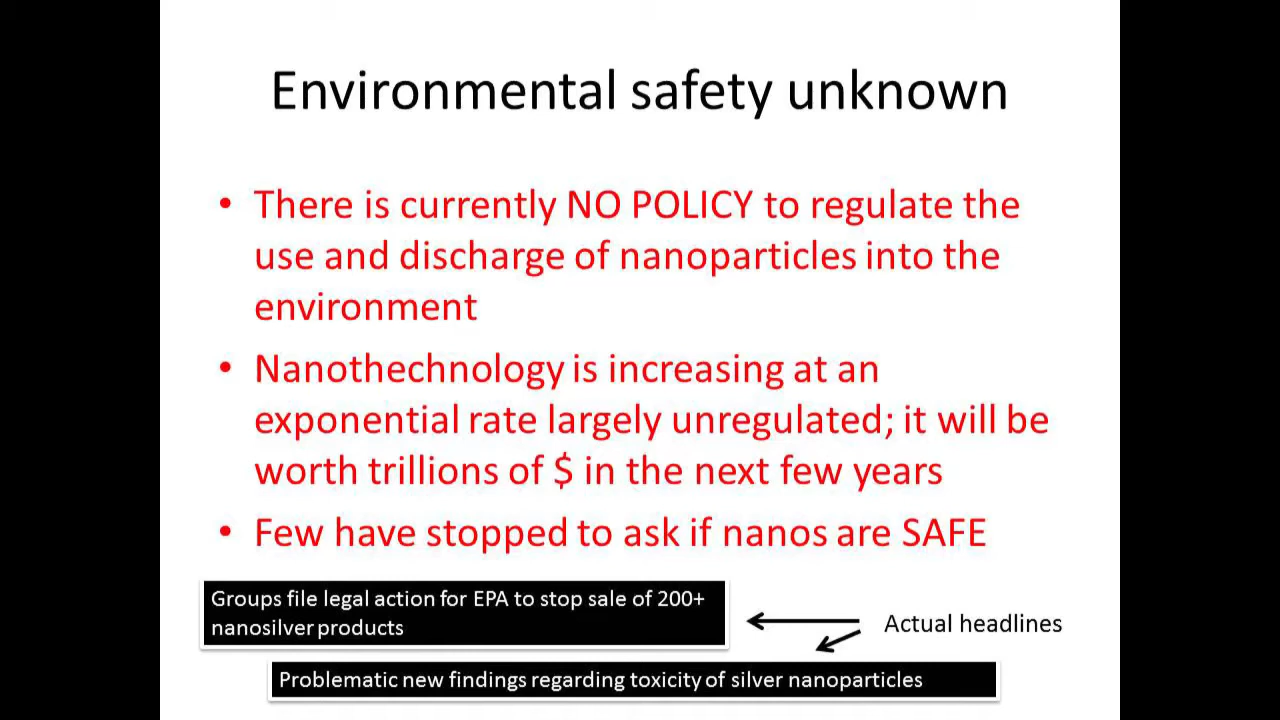 Environmental safety unknown
• There is currently NO POLICY to regulate the
use and discharge of nanoparticles into the
environment
• Nanothechnology is increasing at an
exponential rate largely unregulated; it will be
worth trillions of $ in the next few years
• Few have stopped to ask if nanos are SAFE
Groups file legal action for EPA to stop sale of 200+
nanosilver products
Actual headlines
Problematic new findings regarding toxicity of silver nanoparticles